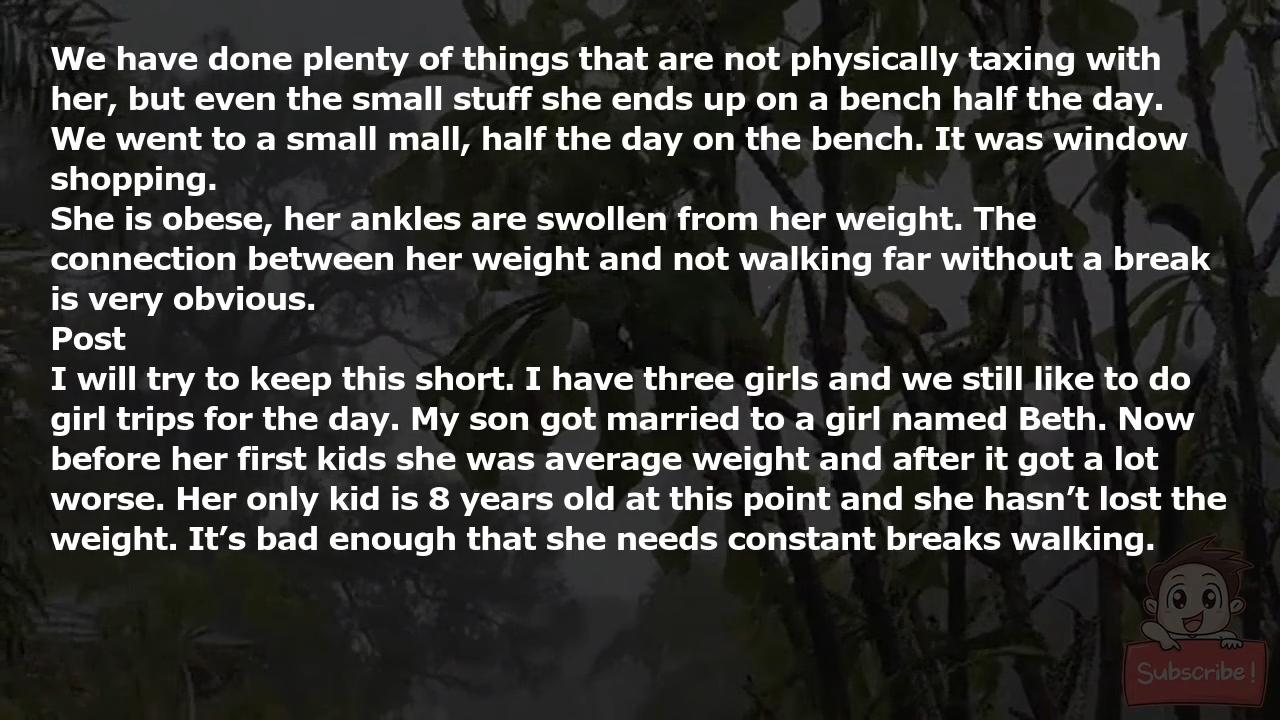 We have done plenty of things that are not physically taxing with
her, but even the small stuff she ends up on a bench half the day.
We went to a small mall, half the day on the bench. It was window
shopping.
She is obese, her ankles are swollen from her weight. The
connection between her weight and not walking far without a break
is very obvious.
Post
I will try to keep this short. I have three girls and we still like to do
girl trips for the day. My son got married to a girl named Beth. Now
before her first kids she was average weight and after it got a lot
worse. Her only kid is 8 years old at this point and she hasn’t lost the
weight. It’s bad enough that she needs constant breaks walking.
Subscribe!